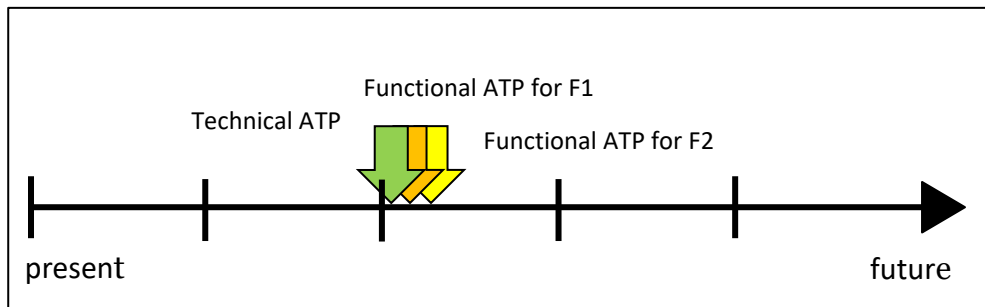 Functional ATP for F1
Technical ATP
Functional ATP for F2
present
future